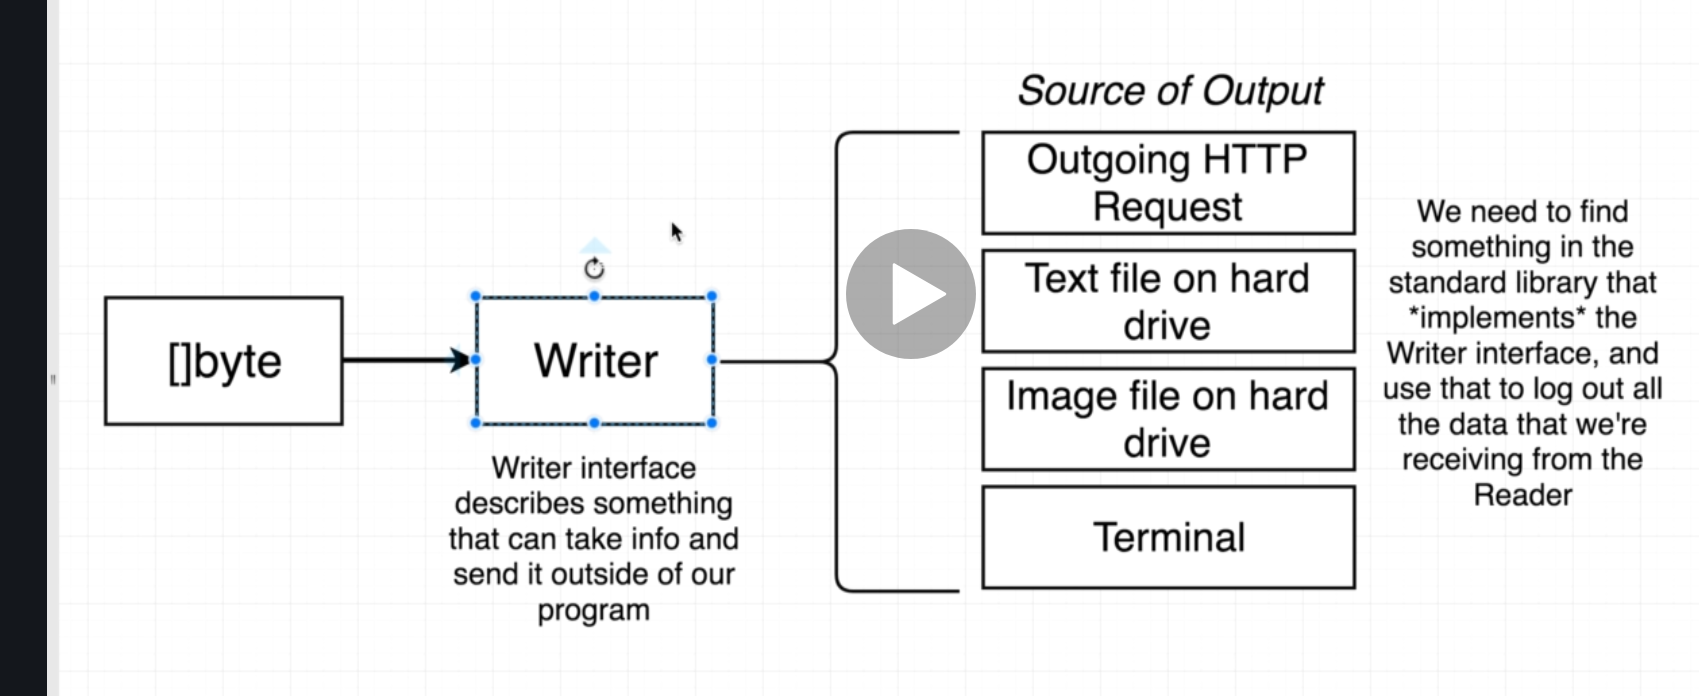 Source of Output
Outgoing HTTP
Request
Text file on hard
drive
Image file on hard
drive
Terminal
[]byte
Writer
Writer interface
describes something
that can take info and
send it outside of our
program
We need to find
something in the
standard library that
*implements* the
Writer interface, and
use that to log out all
the data that we're
receiving from the
Reader